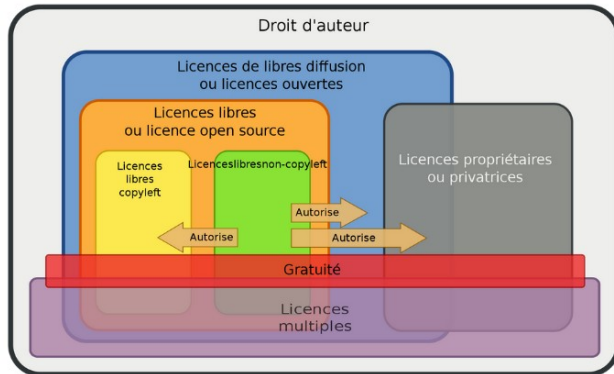 Droit d'auteur
Licences de libres diffusion
ou licences ouvertes
Licences libres
ou licence open source
Licences
libres
copyleft
Licenceslibresnon-copyleft
Licences propriétaires
ou privatrices
Autorise
Autorise
Autorise
Gratuité
Licences
multiples